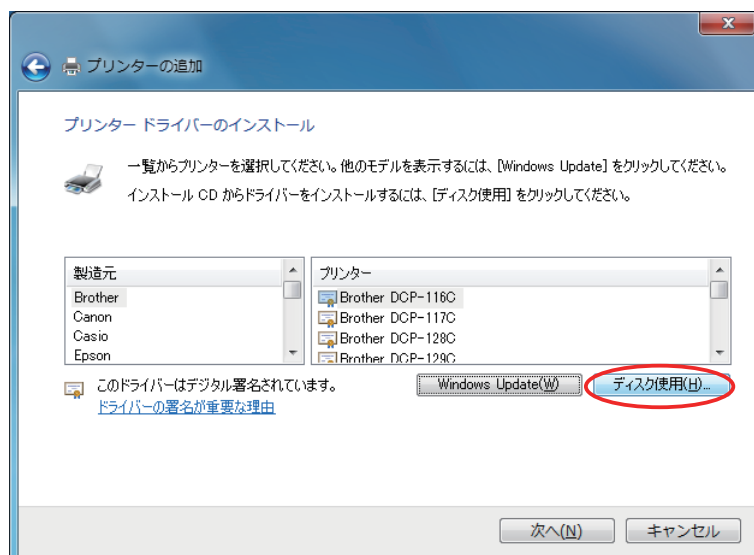 プリンターの追加
プリンター ドライバーのインストール
一覧からプリンターを選択してください。他のモデルを表示するには、[Windows Update] をクリックしてください。
インストール CD からドライバーをインストールするには、[ディスク使用] をクリックしてください。
製造元
Brother
Canon
Casio
Epson
プリンター
Brother DCP-116C
Brother DCP-117C
Brother DCP-128C
Brother DCP-129C
このドライバーはデジタル署名されています。
ドライバーの署名が重要な理由
Windows Update(W)
ディスク使用(H)...
次へ(N)
キャンセル